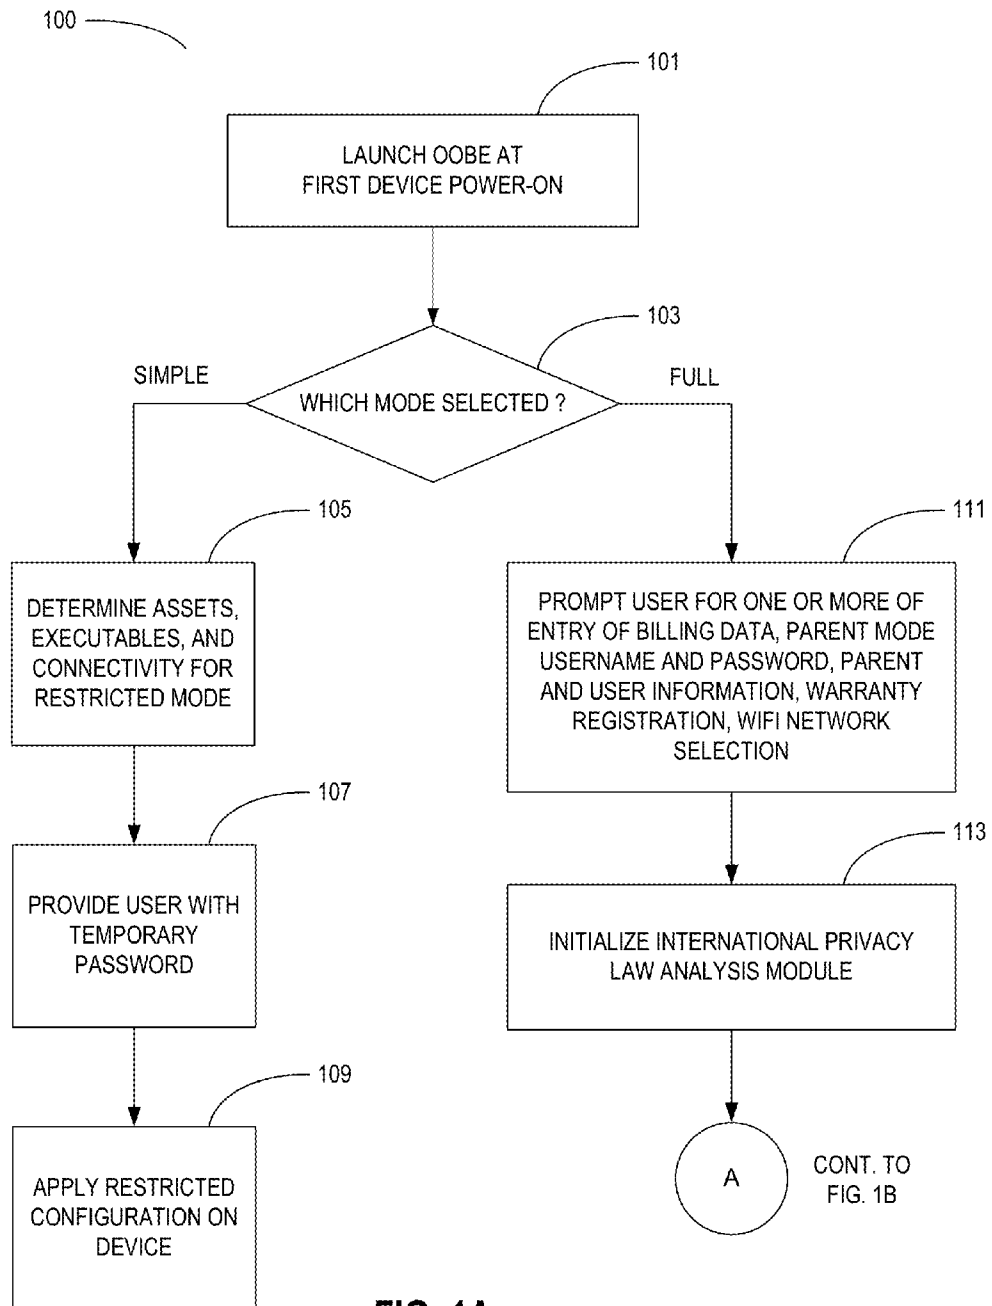 100
101
LAUNCH OOBE AT
FIRST DEVICE POWER-ON
103
SIMPLE
WHICH MODE SELECTED ?
FULL
105
DETERMINE ASSETS,
EXECUTABLES, AND
CONNECTIVITY FOR
RESTRICTED MODE
107
PROVIDE USER WITH
TEMPORARY
PASSWORD
109
APPLY RESTRICTED
CONFIGURATION ON
DEVICE
111
PROMPT USER FOR ONE OR MORE OF
ENTRY OF BILLING DATA, PARENT MODE
USERNAME AND PASSWORD, PARENT
AND USER INFORMATION, WARRANTY
REGISTRATION, WIFI NETWORK
SELECTION
113
INITIALIZE INTERNATIONAL PRIVACY
LAW ANALYSIS MODULE
A
CONT. TO
FIG. 1B
FIG. 1A